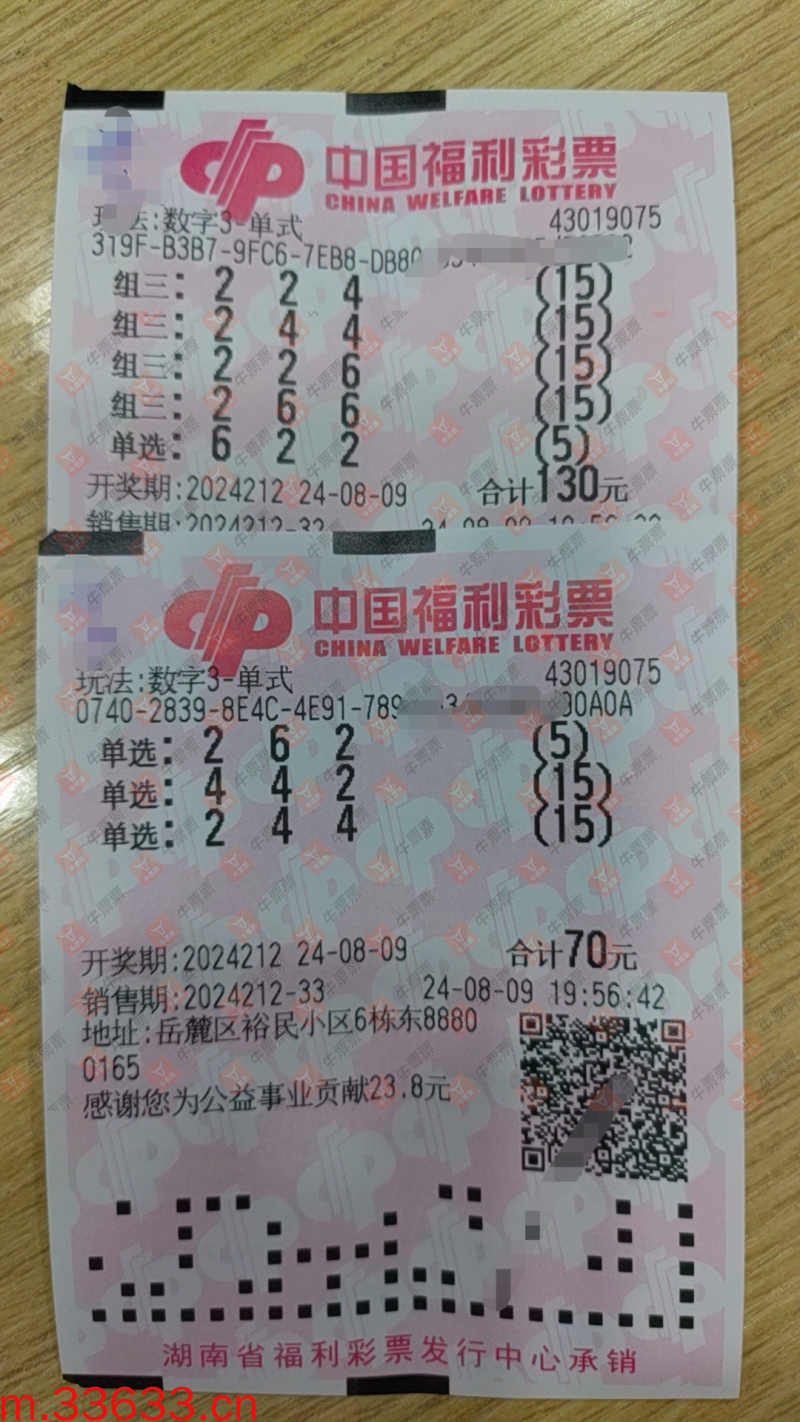 中国福利彩票
CHINA WELFARE LOTTERY
玩法:数字3-单式 43019075
319F-B3B7-9FC6-7EB8-DB80
组三: 2 2 4 (15)
组三: 2 4 4 (15)
组三: 2 2 6 (15)
组三: 2 6 6 (15)
单选: 6 2 2 (5)
开奖期:2024212 24-08-09 合计130元
销售期:2024212-32
中国福利彩票
CHINA WELFARE LOTTERY
玩法:数字3-单式 43019075
0740-2839-8E4C-4E91-789 00A0A
单选: 2 6 2 (5)
单选: 4 4 2 (15)
单选: 2 4 4 (15)
开奖期:2024212 24-08-09 合计70元
销售期:2024212-33 24-08-09 19:56:42
地址:岳麓区裕民小区6栋东8880
0165
感谢您为公益事业贡献23.8元
湖南省福利彩票发行中心承销
m.33633.cn
牛票票